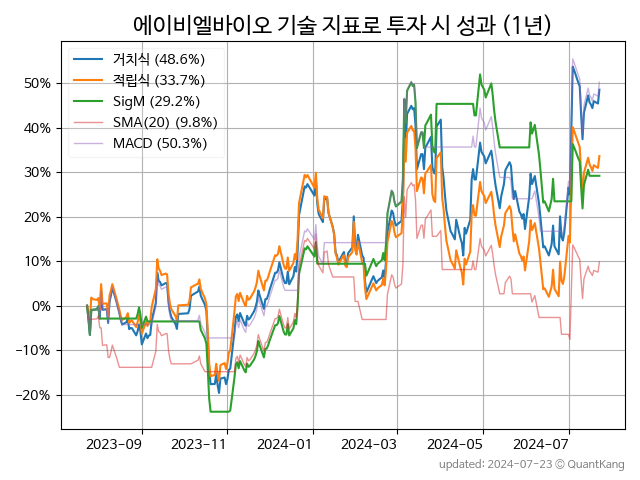 에이비엘바이오 기술 지표로 투자 시 성과 (1년)
거치식 (48.6%)
적립식 (33.7%)
SigM (29.2%)
SMA(20) (9.8%)
MACD (50.3%)
50%
40%
30%
20%
10%
0%
−10%
−20%
2023-09
2023-11
2024-01
2024-03
2024-05
2024-07
updated: 2024-07-23 © QuantKang